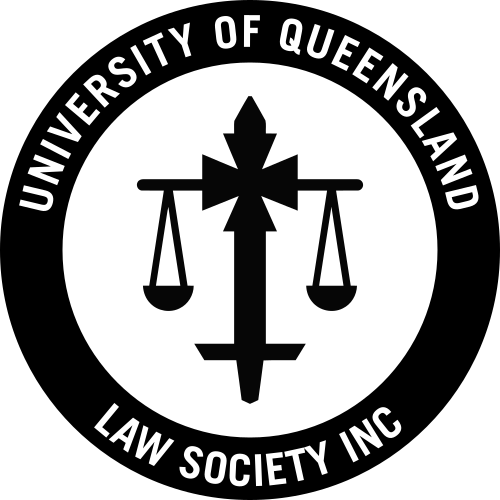 UNIVERSITY OF QUEENSLAND
LAW SOCIETY INC